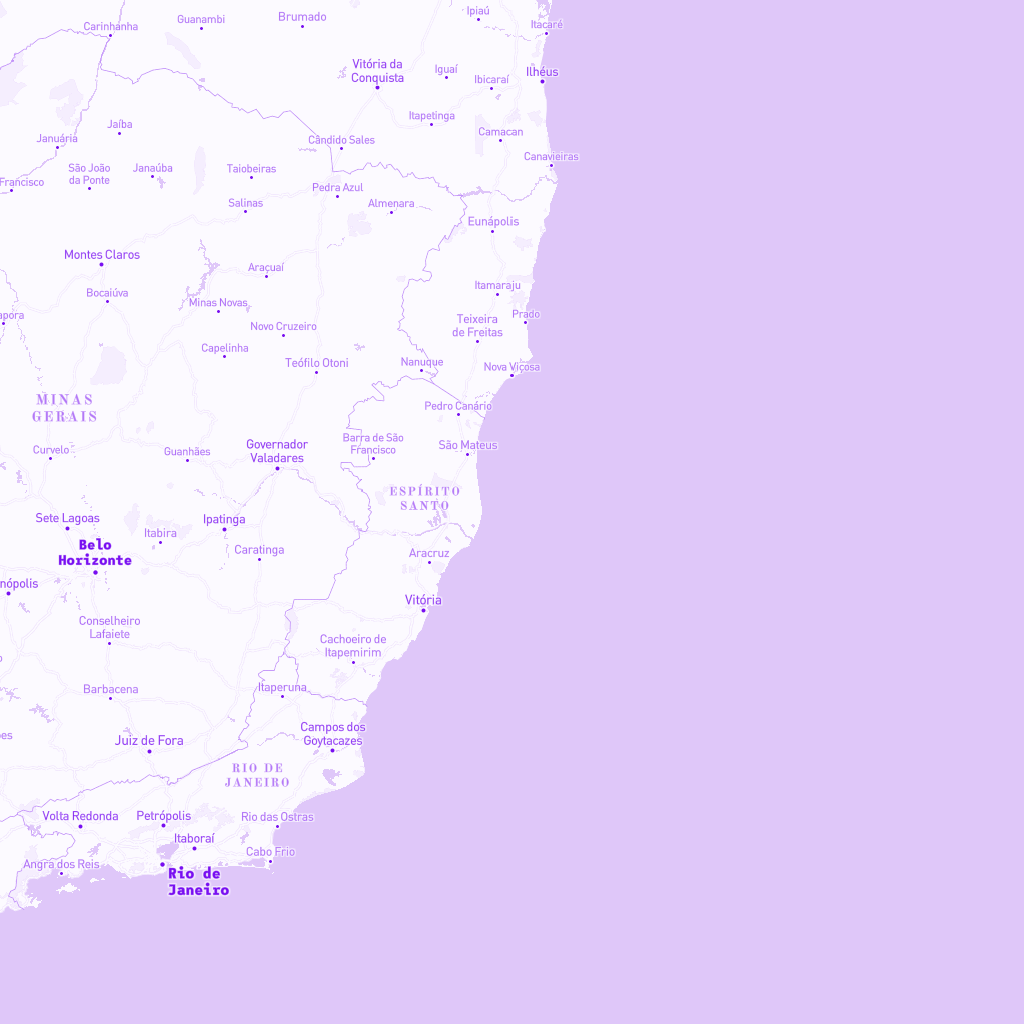 Ipiaú
Brumado
Guanambi
Itacaré
Carinhanha
Vitória da
Conquista
Iguaí
Ilhéus
Ibicaraí
Itapetinga
Jaíba
Camacan
Januária
Cândido Sales
Canavieiras
São João
da Ponte
Janaúba
Taiobeiras
Francisco
Pedra Azul
Salinas
Almenara
Eunápolis
Montes Claros
Araçuaí
Itamaraju
Bocaiúva
Minas Novas
apora
Prado
Teixeira
de Freitas
Novo Cruzeiro
Capelinha
Teófilo Otoni
Nanuque
Nova Viçosa
MINAS
GERAIS
Pedro Canário
Barra de São
Francisco
São Mateus
Governador
Valadares
Curvelo
Guanhães
ESPÍRITO
SANTO
Sete Lagoas
Ipatinga
Itabira
Belo
Horizonte
Caratinga
Aracruz
nópolis
Vitória
Conselheiro
Lafaiete
Cachoeiro de
Itapemirim
o
Barbacena
Itaperuna
Campos dos
Goytacazes
ões
Juiz de Fora
RIO DE
JANEIRO
Volta Redonda
Petrópolis
Rio das Ostras
Itaboraí
Cabo Frio
Angra dos Reis
Rio de
Janeiro